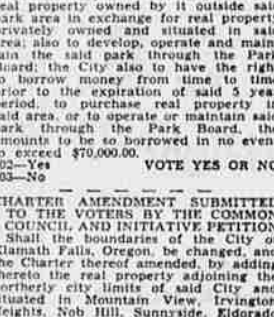 real property owned by it outside said
park area in exchange for real property
privately owned and situated in said
area; also to develop, operate and main-
tain the said park through the Park
Board; the City also to have the right
to borrow money from time to time
prior to the expiration of said 5 year
period, to purchase real property in
said area, or to operate or maintain said
park through the Park Board, the
amounts to be so borrowed in no event
to exceed $70,000.00.
02—Yes VOTE YES OR NO
03—No
CHARTER AMENDMENT SUBMITTED
TO THE VOTERS BY THE COMMON
COUNCIL AND INITIATIVE PETITION
Shall the boundaries of the City of
Klamath Falls, Oregon, be changed, and
the Charter thereof amended, by adding
thereto the real property adjoining the
northerly city limits of said City and
situated in Mountain View, Irvington
Heights, Nob Hill, Sunnyside, Eldorado